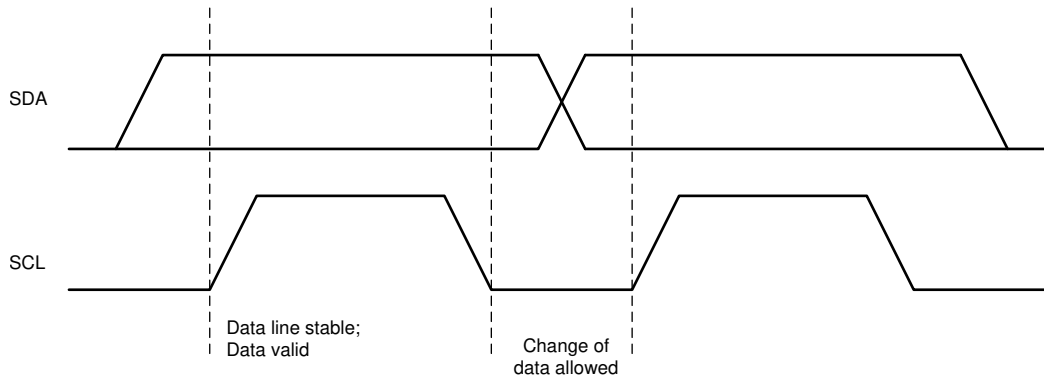 SDA
SCL
Data line stable;
Data valid
Change of
data allowed